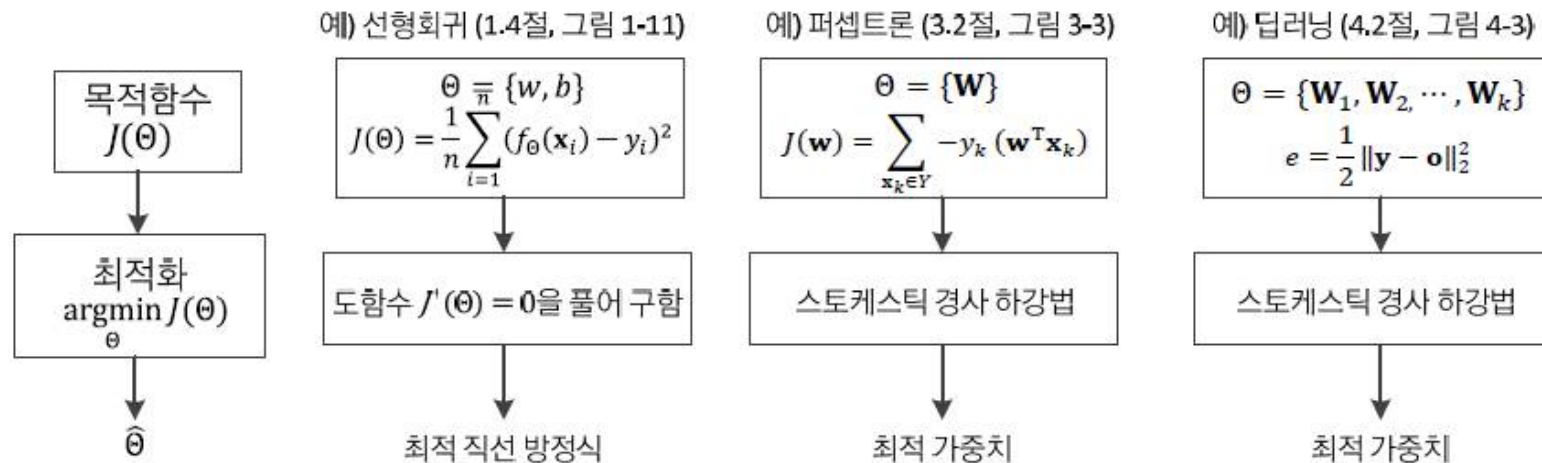 목적함수
J(Θ)
최적화
argmin J(Θ)
Θ
Θ̂
예) 선형회귀 (1.4절, 그림 1-11)
Θ = {w, b}
J(Θ) = 1/n ∑_{i=1}^{n} (f_Θ(𝐱_i) − y_i)²
도함수 J'(Θ) = 0을 풀어 구함
최적 직선 방정식
예) 퍼셉트론 (3.2절, 그림 3-3)
Θ = {𝐖}
J(𝐰) = ∑_{𝐱_k∈Y} −y_k (𝐰ᵀ𝐱_k)
스토케스틱 경사 하강법
최적 가중치
예) 딥러닝 (4.2절, 그림 4-3)
Θ = {𝐖₁, 𝐖₂, ⋯, 𝐖_k}
e = 1/2 ‖𝐲 − 𝐨‖₂²
스토케스틱 경사 하강법
최적 가중치